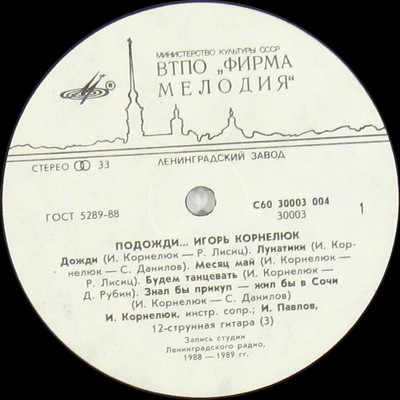 МИНИСТЕРСТВО КУЛЬТУРЫ СССР
ВТПО „ФИРМА
МЕЛОДИЯ“
®
СТЕРЕО 33
ЛЕНИНГРАДСКИЙ ЗАВОД
ГОСТ 5289-88
С60 30003 004
30003
1
ПОДОЖДИ... ИГОРЬ КОРНЕЛЮК
Дожди (И. Корнелюк — Р. Лисиц). Лунатики (И. Кор-
нелюк — С. Данилов). Месяц май (И. Корнелюк —
Р. Лисиц). Будем танцевать (И. Корнелюк —
Д. Рубин). Знал бы прикуп — жил бы в Сочи
(И. Корнелюк — С. Данилов)
И. Корнелюк, инстр. сопр.; И. Павлов,
12-струнная гитара (3)
Запись студии
Ленинградского радио,
1988 — 1989 гг.